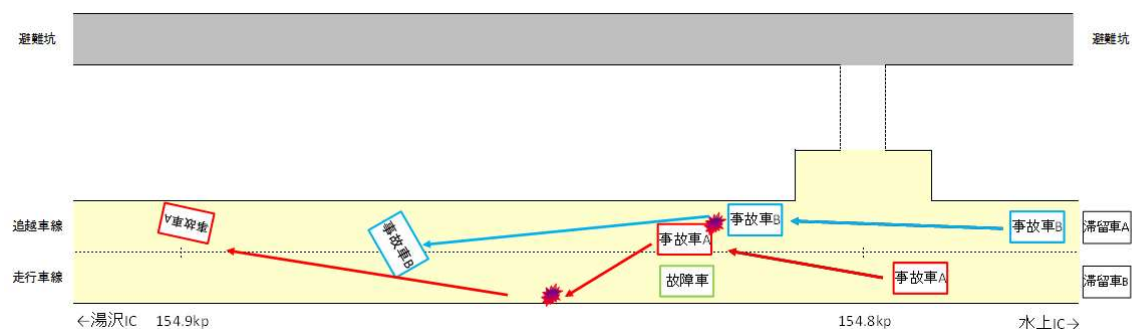 避難坑
避難坑
追越車線
事故車A
事故車B
事故車B
事故車B
滞留車A
事故車A
走行車線
故障車
事故車A
滞留車B
←湯沢IC
154.9kp
154.8kp
水上IC→